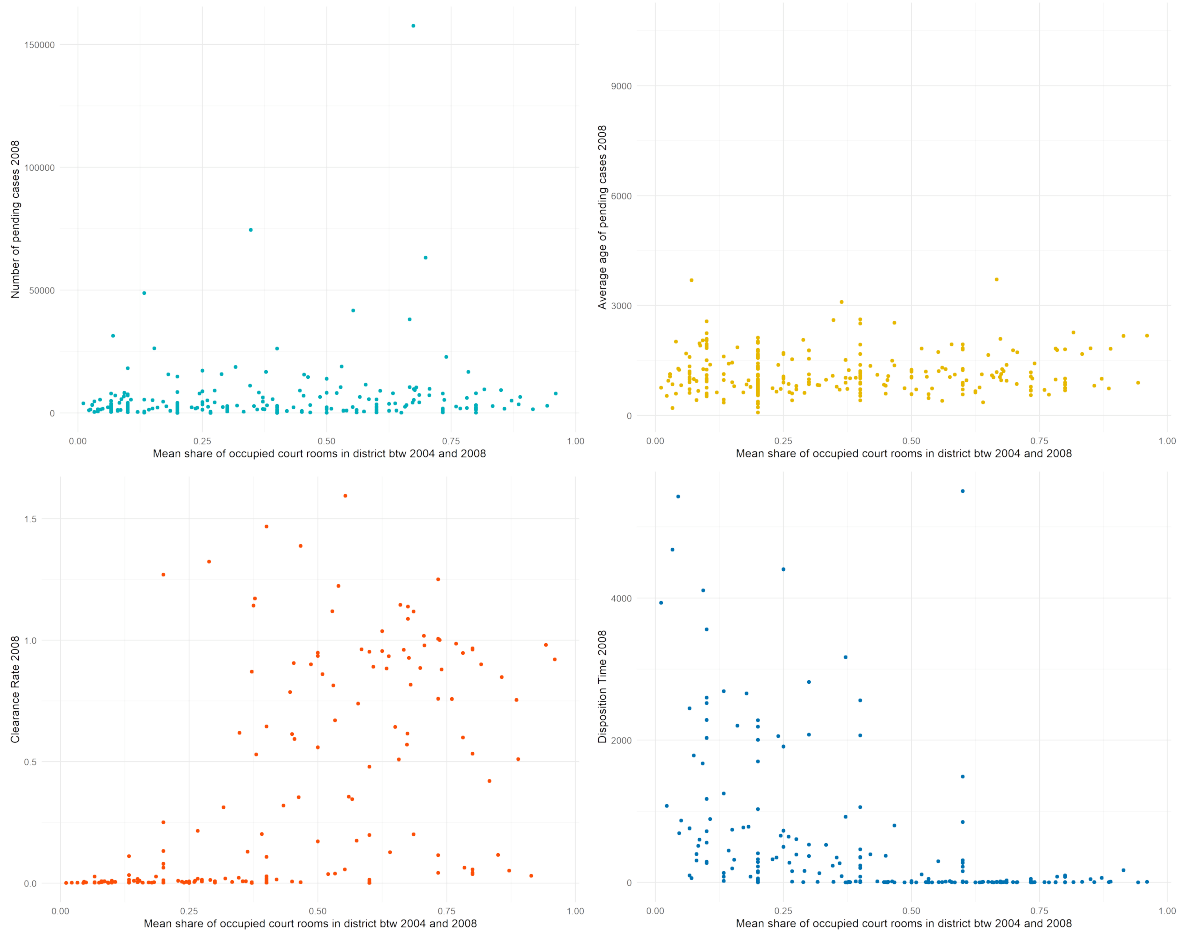 Number of pending cases 2008
150000
100000
50000
0
0.00 0.25 0.50 0.75 1.00
Mean share of occupied court rooms in district btw 2004 and 2008
Average age of pending cases 2008
9000
6000
3000
0
0.00 0.25 0.50 0.75 1.00
Mean share of occupied court rooms in district btw 2004 and 2008
Clearance Rate 2008
1.5
1.0
0.5
0.0
0.00 0.25 0.50 0.75 1.00
Mean share of occupied court rooms in district btw 2004 and 2008
Disposition Time 2008
4000
2000
0
0.00 0.25 0.50 0.75 1.00
Mean share of occupied court rooms in district btw 2004 and 2008